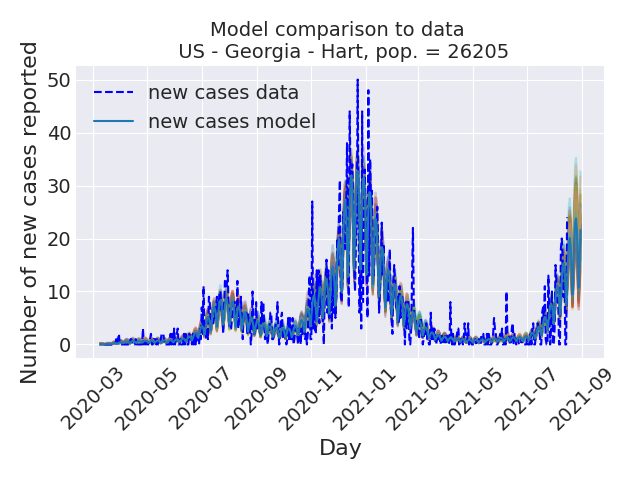 Model comparison to data
US - Georgia - Hart, pop. = 26205
Number of new cases reported
50
40
30
20
10
0
new cases data
new cases model
2020-03
2020-05
2020-07
2020-09
2020-11
2021-01
2021-03
2021-05
2021-07
2021-09
Day